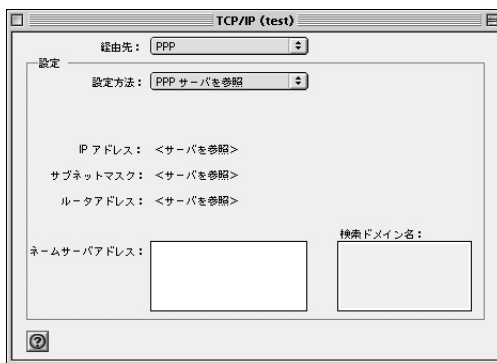 TCP/IP (test)
経由先： PPP
設定
設定方法： PPP サーバを参照
IP アドレス： <サーバを参照>
サブネットマスク： <サーバを参照>
ルータアドレス： <サーバを参照>
検索ドメイン名：
ネームサーバアドレス：
?